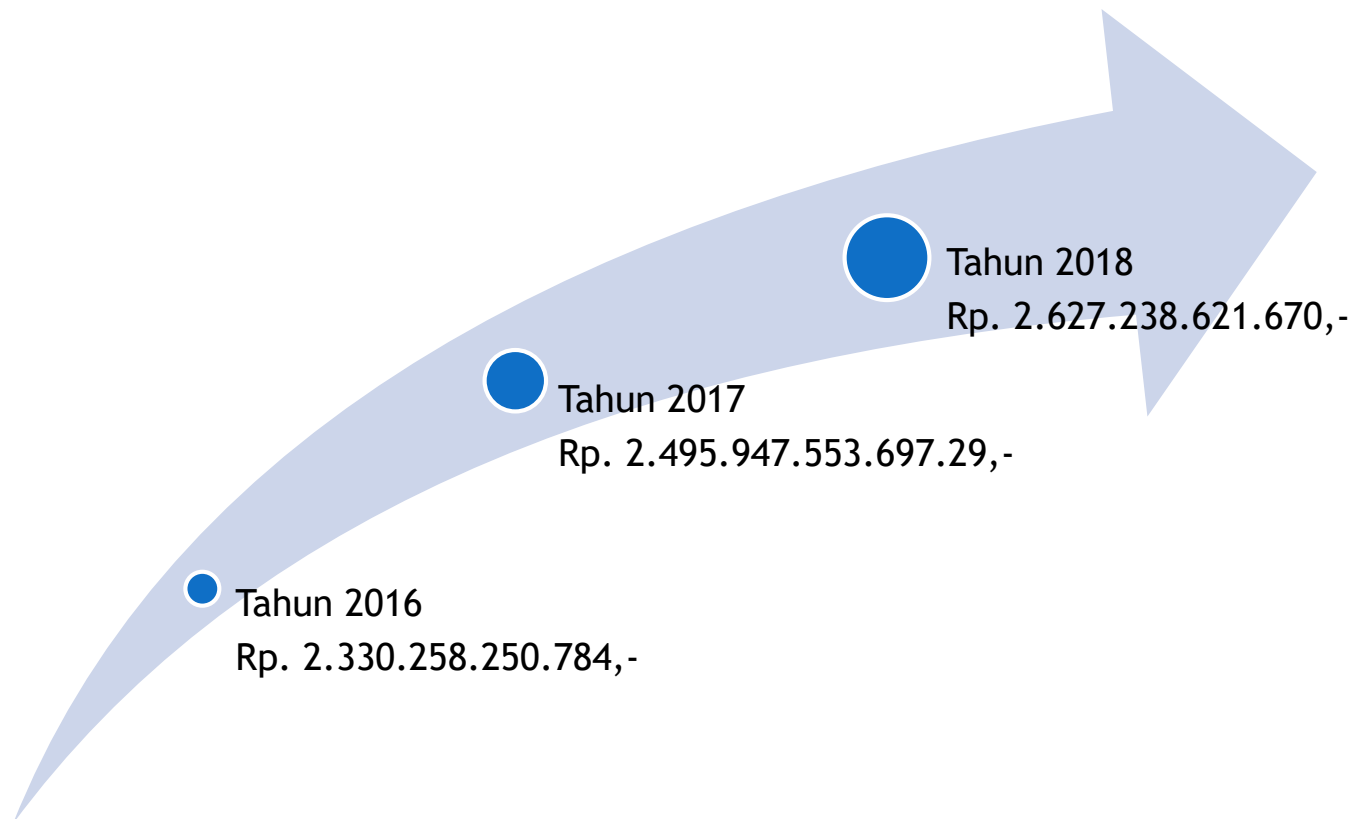 Tahun 2018
Rp. 2.627.238.621.670,-
Tahun 2017
Rp. 2.495.947.553.697.29,-
Tahun 2016
Rp. 2.330.258.250.784,-